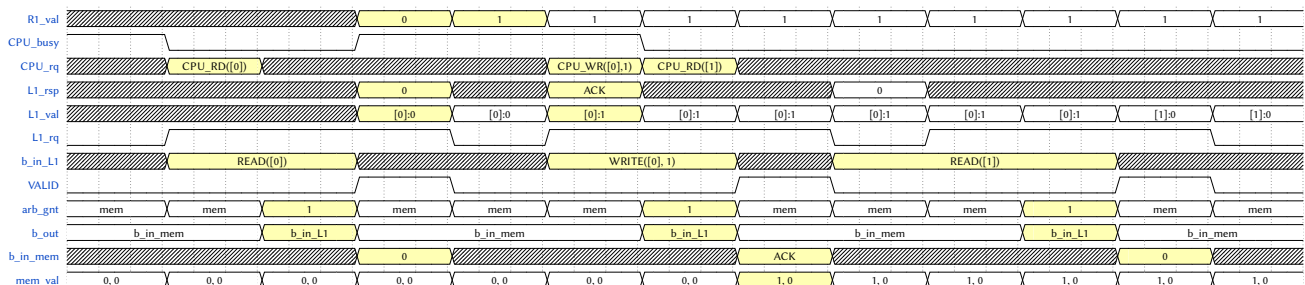 R1_val 0 1 1 1 1 1 1 1 1 1
CPU_busy
CPU_rq CPU_RD([0]) CPU_WR([0],1) CPU_RD([1])
L1_rsp 0 ACK 0
L1_val [0]:0 [0]:0 [0]:1 [0]:1 [0]:1 [0]:1 [0]:1 [0]:1 [1]:0 [1]:0
L1_rq
b_in_L1 READ([0]) WRITE([0], 1) READ([1])
VALID
arb_gnt mem mem 1 mem mem mem 1 mem mem mem 1 mem mem
b_out b_in_mem b_in_L1 b_in_mem b_in_L1 b_in_mem b_in_L1 b_in_mem
b_in_mem 0 ACK 0
mem_val 0, 0 0, 0 0, 0 0, 0 0, 0 0, 0 0, 0 1, 0 1, 0 1, 0 1, 0 1, 0 1, 0